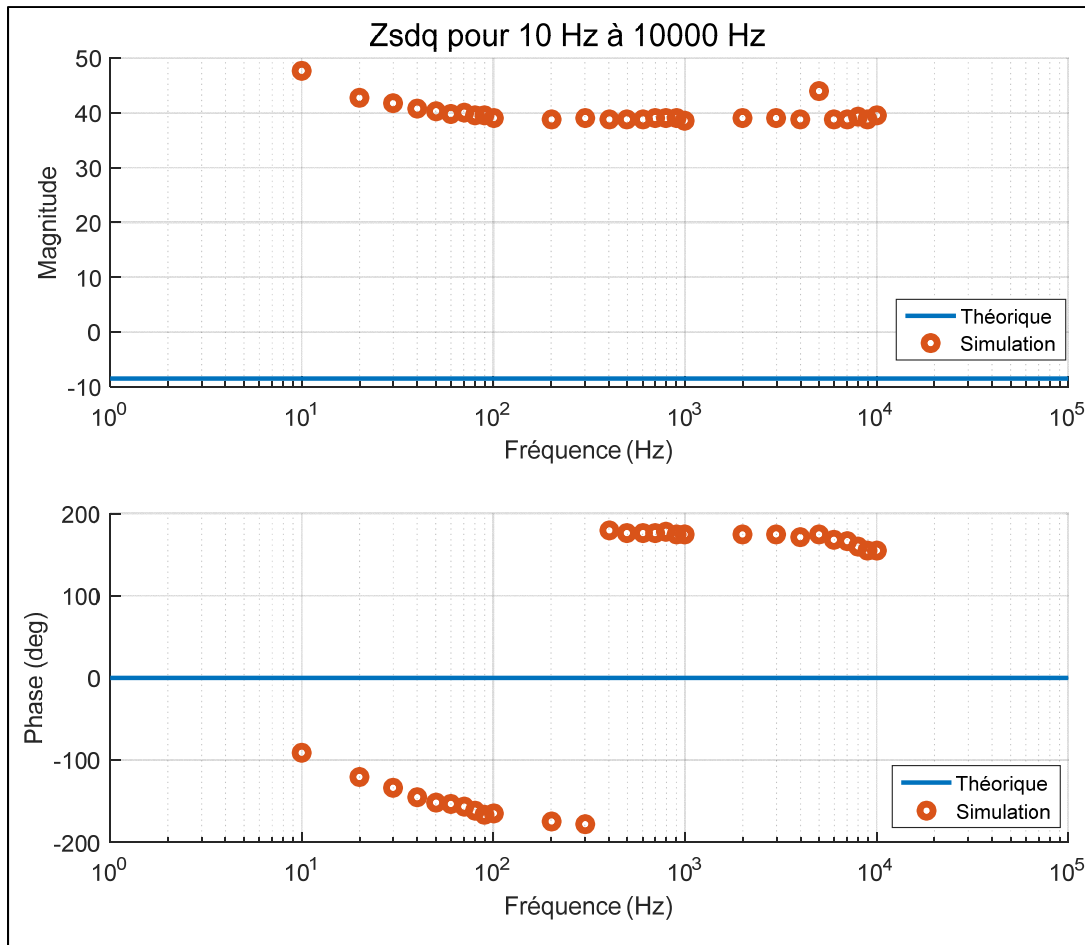 Zsdq pour 10 Hz à 10000 Hz
50
40
30
20
10
0
-10
Magnitude
Théorique
Simulation
10^0 10^1 10^2 10^3 10^4 10^5
Fréquence (Hz)
200
100
0
-100
-200
Phase (deg)
Théorique
Simulation
10^0 10^1 10^2 10^3 10^4 10^5
Fréquence (Hz)